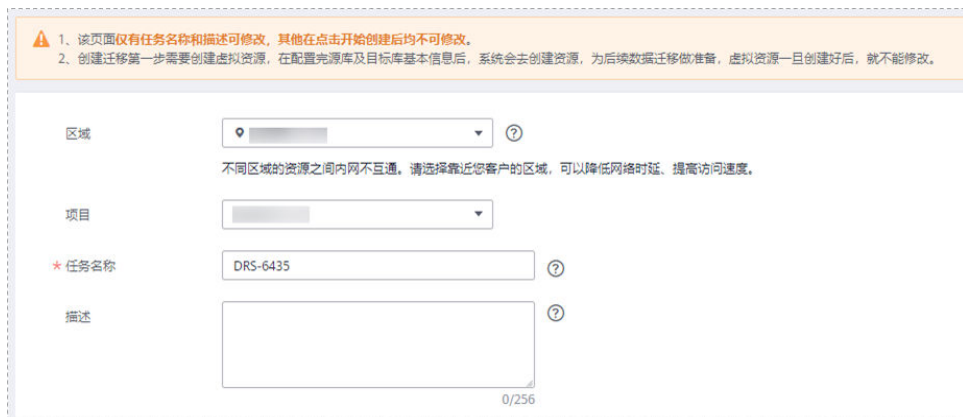 1、该页面仅有任务名称和描述可修改，其他在点击开始创建后均不可修改。
2、创建迁移第一步需要创建虚拟资源，在配置完源库及目标库基本信息后，系统会去创建资源，为后续数据迁移做准备，虚拟资源一旦创建好后，就不能修改。
区域
不同区域的资源之间内网不互通。请选择靠近您客户的区域，可以降低网络时延、提高访问速度。
项目
* 任务名称 DRS-6435
描述
0/256